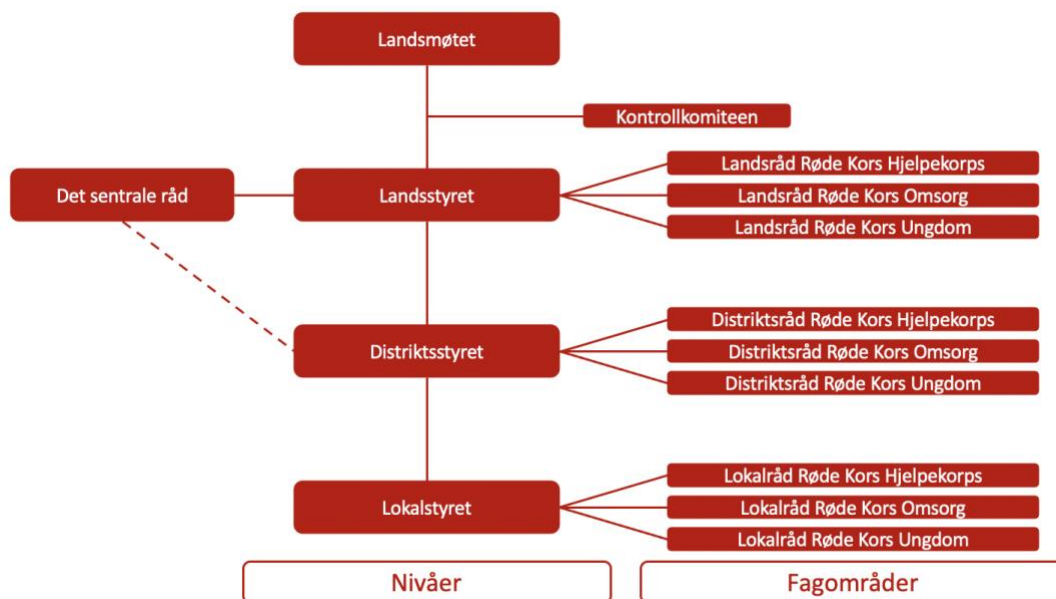 Landsmøtet
Kontrollkomiteen
Det sentrale råd
Landsstyret
Landsråd Røde Kors Hjelpekorps
Landsråd Røde Kors Omsorg
Landsråd Røde Kors Ungdom
Distriktsstyret
Distriktsråd Røde Kors Hjelpekorps
Distriktsråd Røde Kors Omsorg
Distriktsråd Røde Kors Ungdom
Lokalstyret
Lokalråd Røde Kors Hjelpekorps
Lokalråd Røde Kors Omsorg
Lokalråd Røde Kors Ungdom
Nivåer
Fagområder